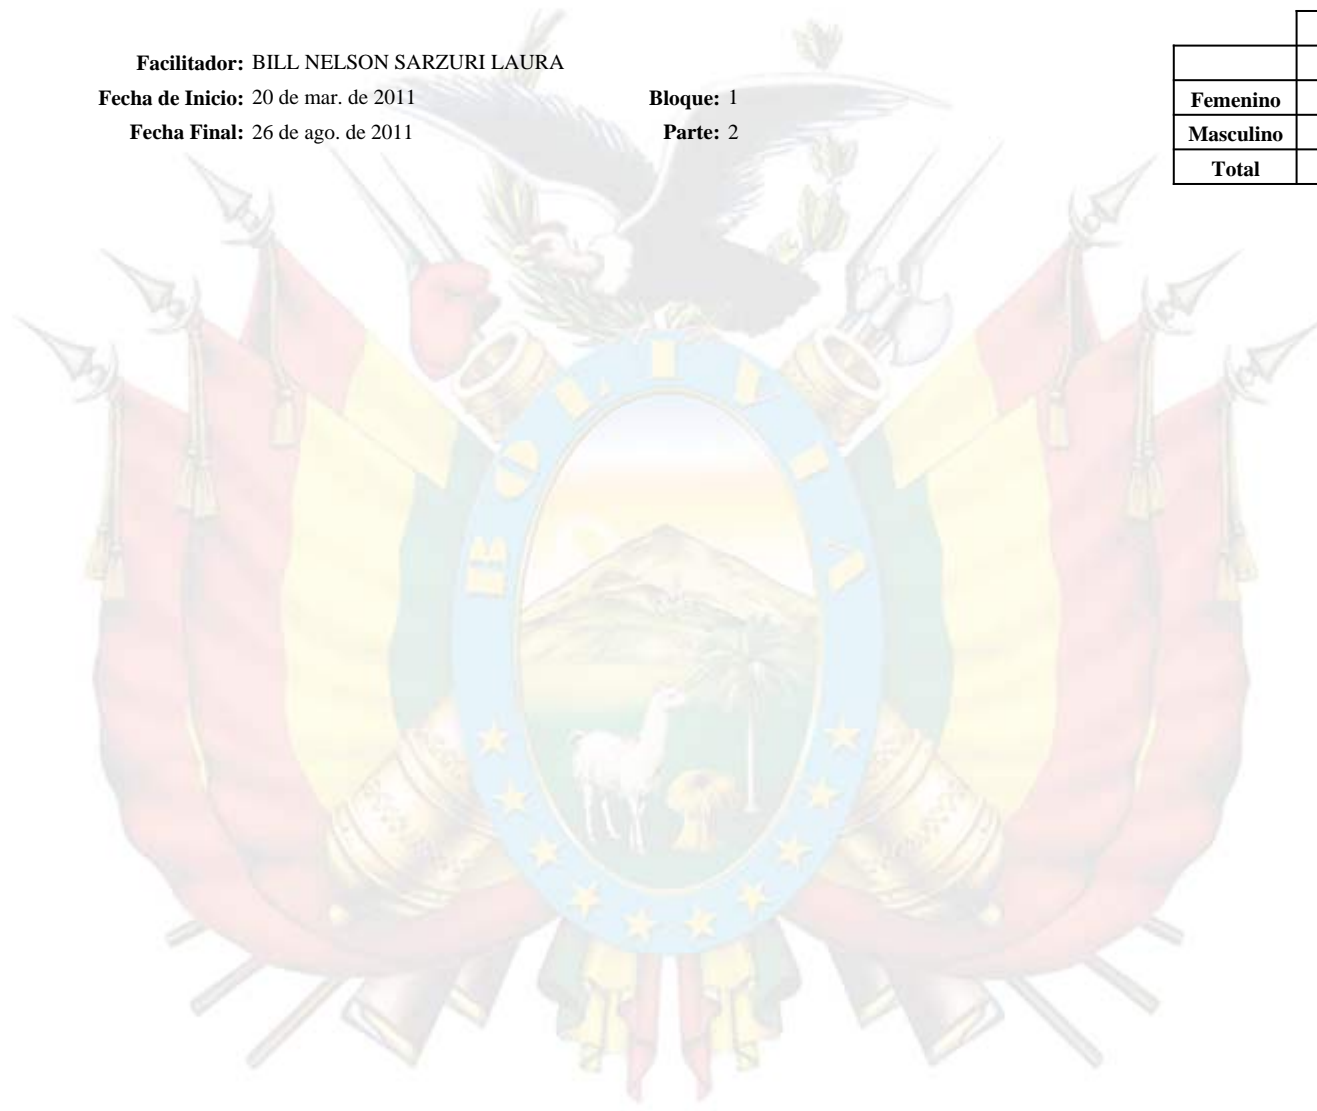 Facilitador: BILL NELSON SARZURI LAURA
Fecha de Inicio: 20 de mar. de 2011 Bloque: 1
Fecha Final: 26 de ago. de 2011 Parte: 2
Femenino
Masculino
Total
BOLIVIA